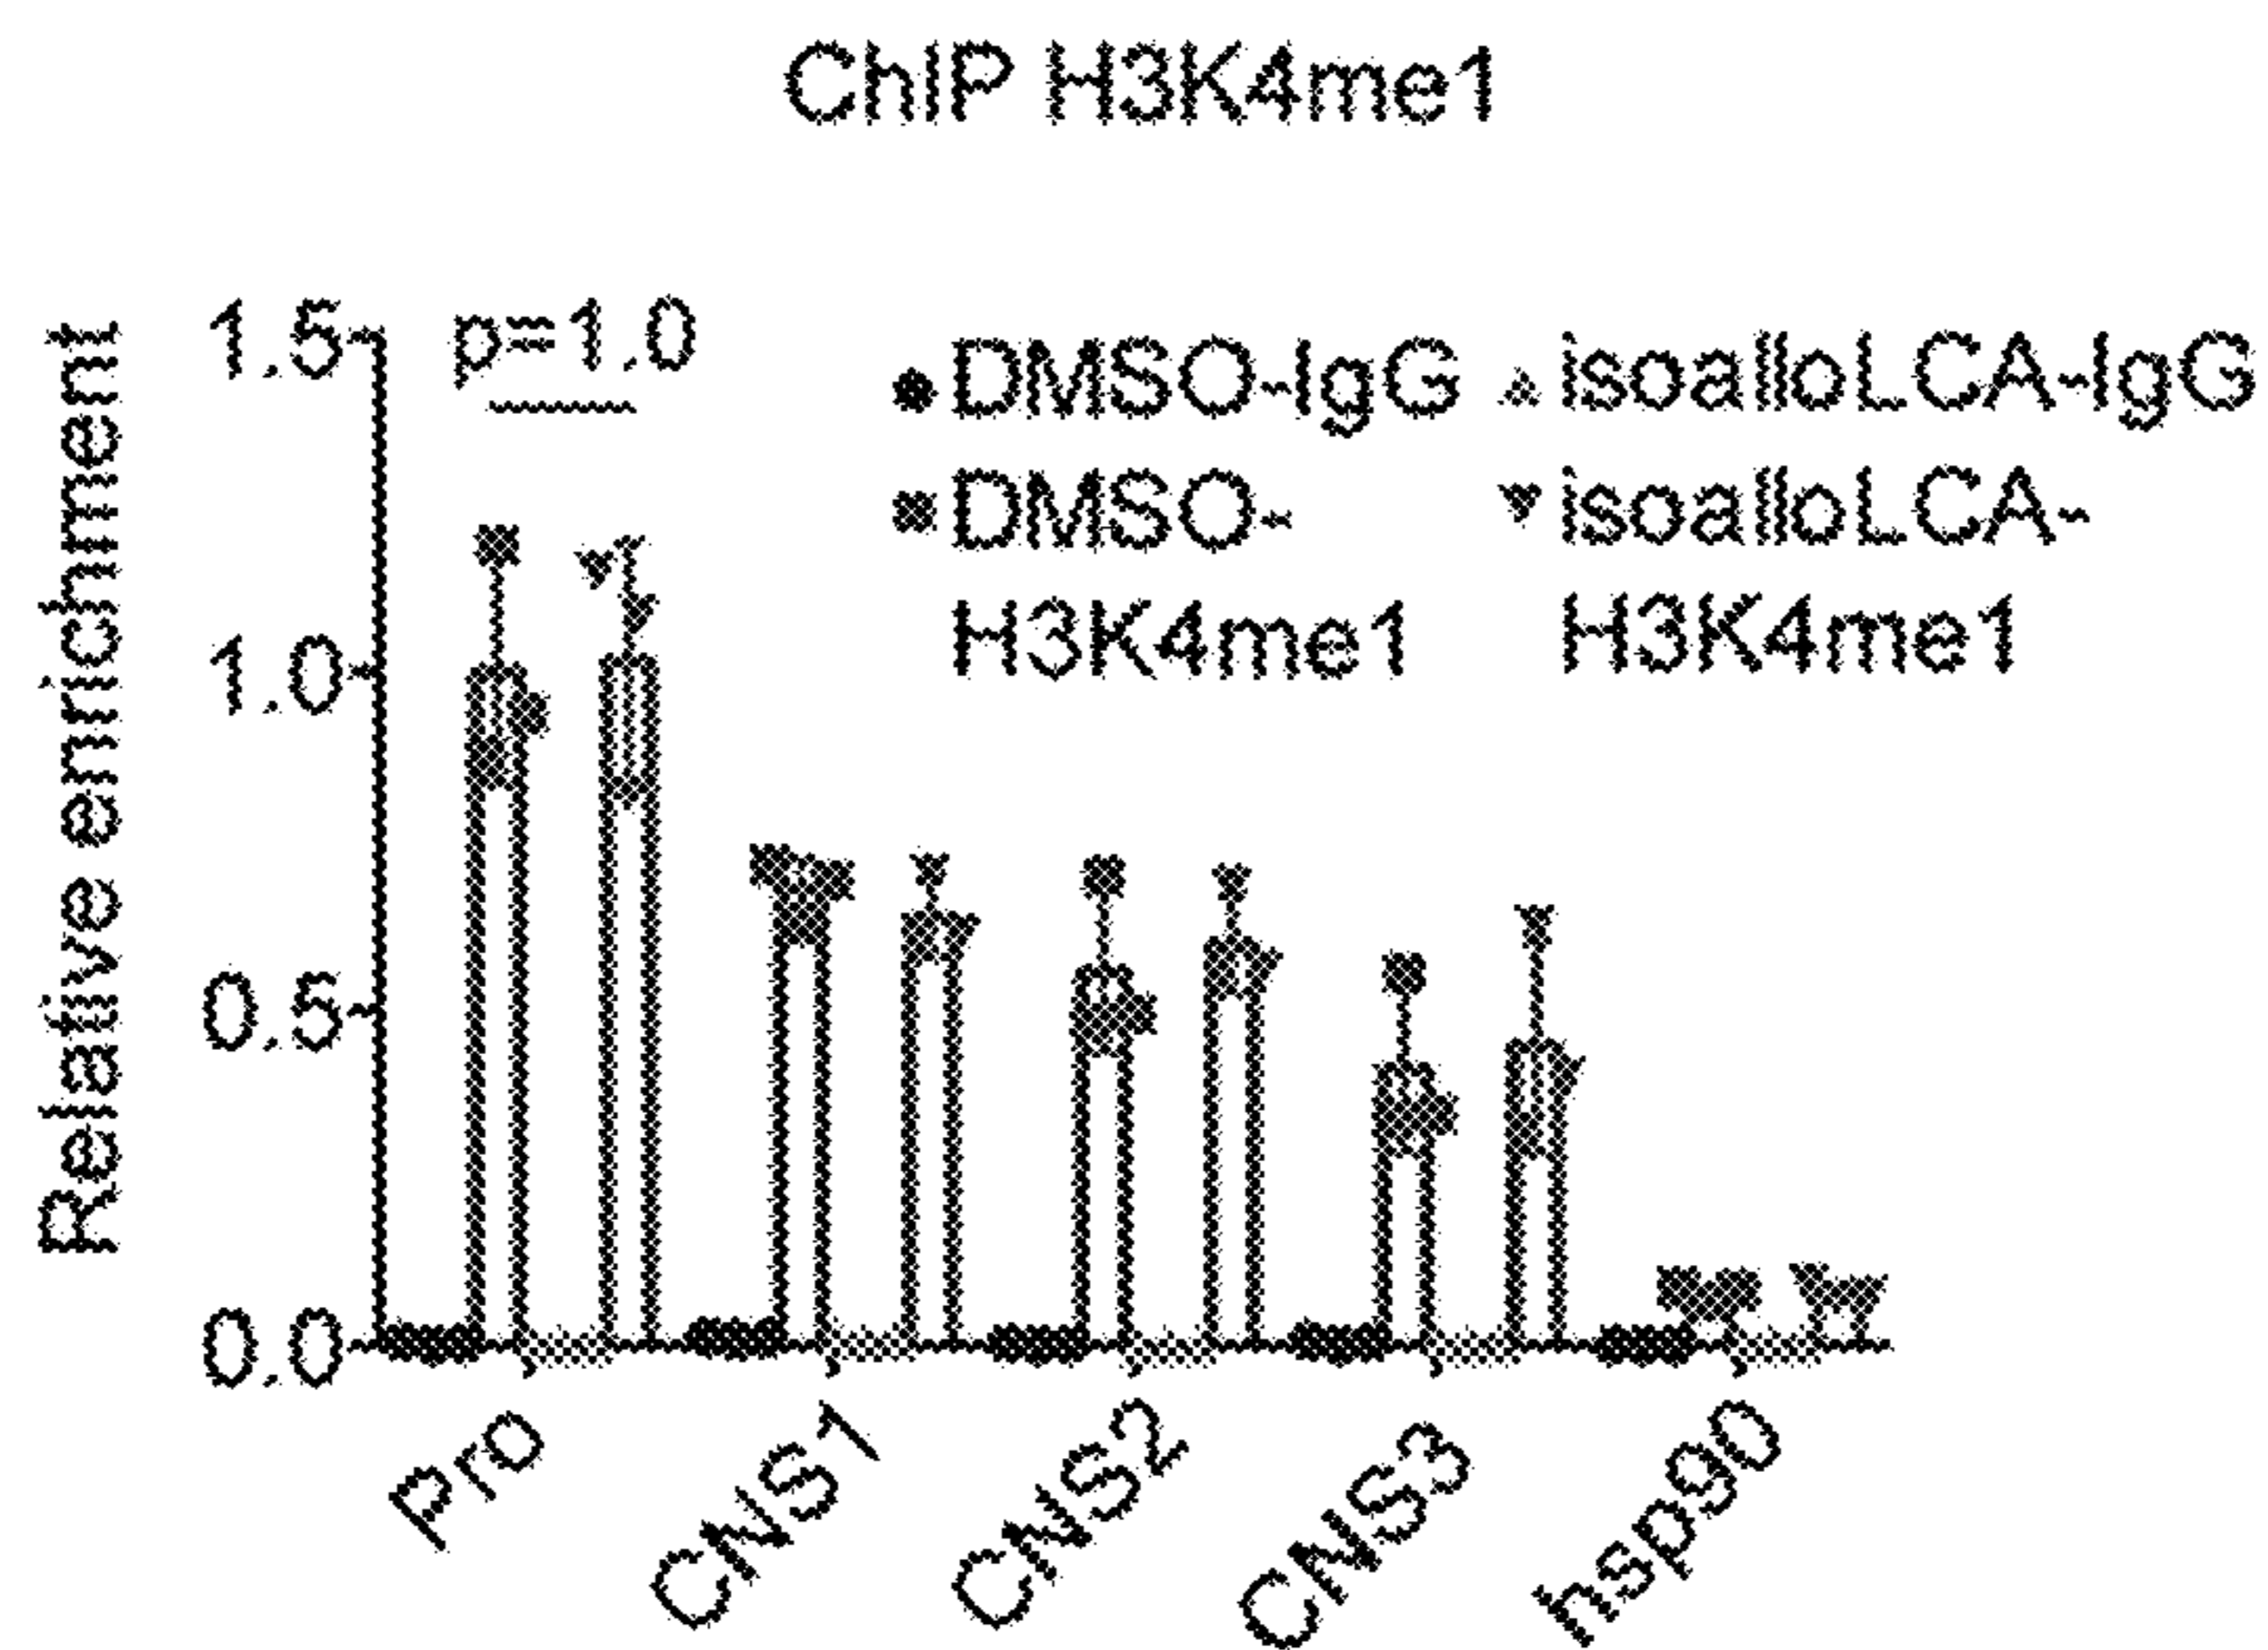 ChIP H3K4me1
Relative enrichment
1.5
1.0
0.5
0.0
p=1.0
DMSO-IgG
DMSO-
H3K4me1
isoalloLCA-IgG
isoalloLCA-
H3K4me1
pro
CNS1
CNS2
CNS3
hsp90